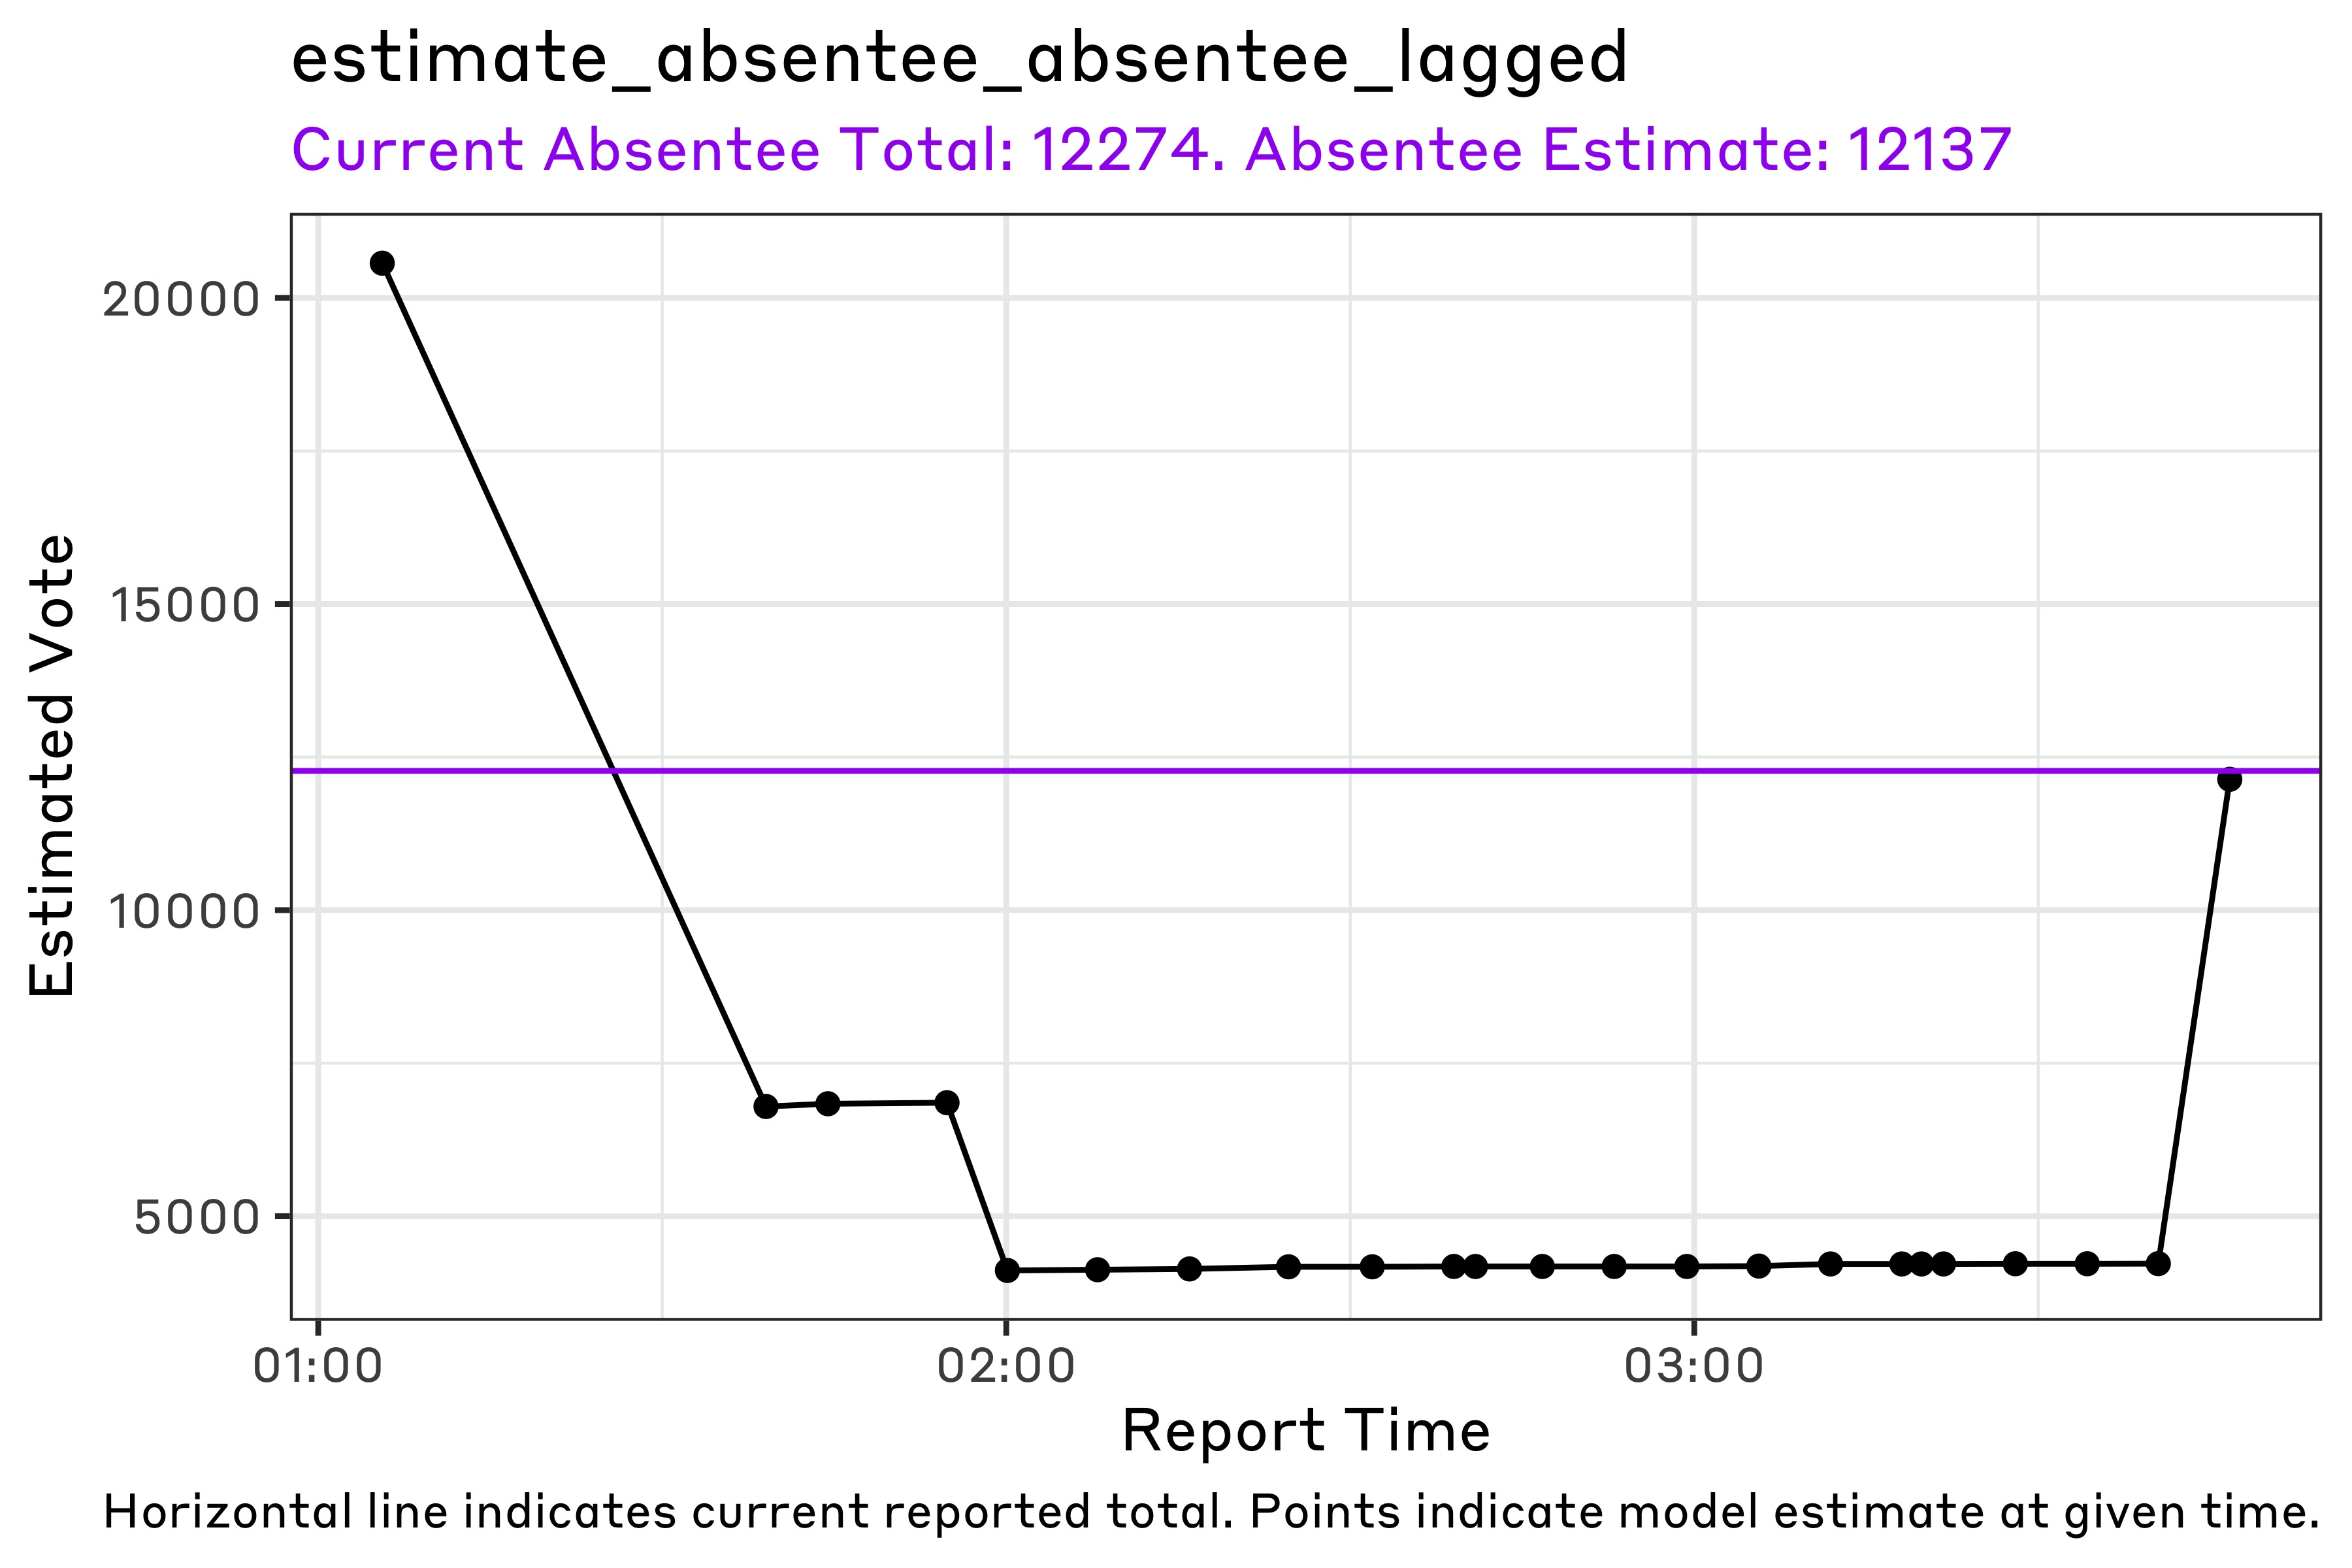 estimate_absentee_absentee_lagged
Current Absentee Total: 12274. Absentee Estimate: 12137
Estimated Vote
20000
15000
10000
5000
01:00 02:00 03:00
Report Time
Horizontal line indicates current reported total. Points indicate model estimate at given time.